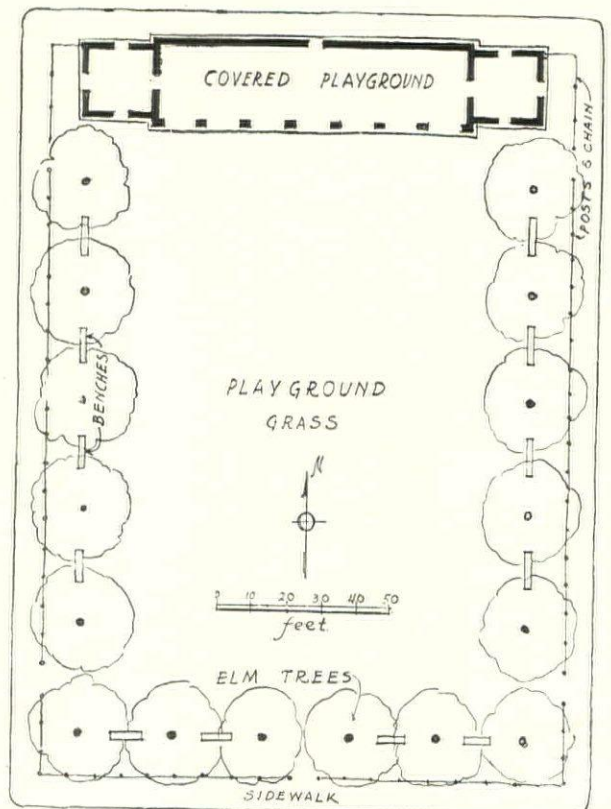 COVERED PLAYGROUND
POSTS & CHAIN
BENCHES
PLAYGROUND
GRASS
N
0 10 20 30 40 50
feet.
ELM TREES
SIDEWALK